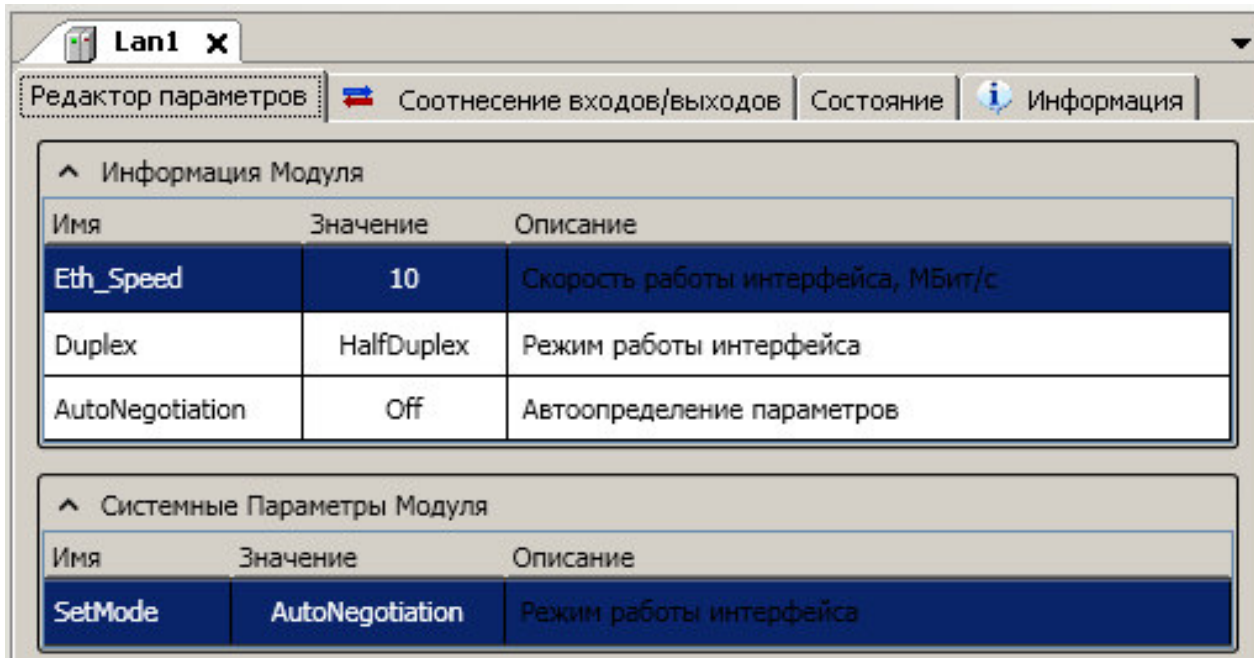 Lan1
Редактор параметров Соотнесение входов/выходов Состояние Информация
Информация Модуля
Имя Значение Описание
Eth_Speed 10 Скорость работы интерфейса, МБит/с
Duplex HalfDuplex Режим работы интерфейса
AutoNegotiation Off Автоопределение параметров
Системные Параметры Модуля
Имя Значение Описание
SetMode AutoNegotiation Режим работы интерфейса